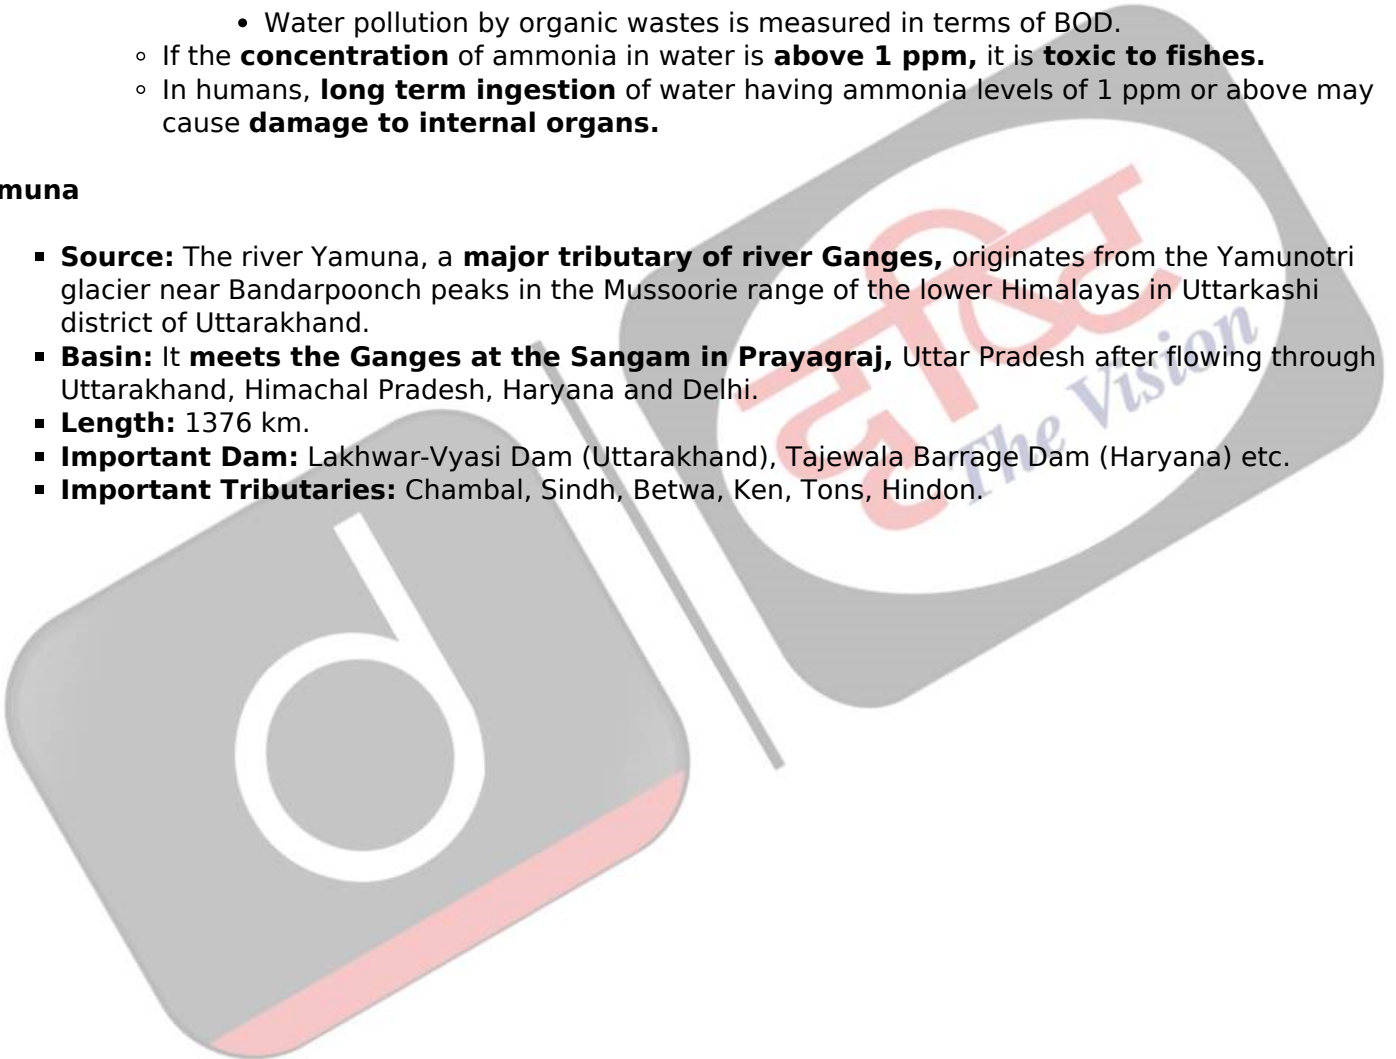 • Water pollution by organic wastes is measured in terms of BOD.
◦ If the concentration of ammonia in water is above 1 ppm, it is toxic to fishes.
◦ In humans, long term ingestion of water having ammonia levels of 1 ppm or above may
cause damage to internal organs.
muna
▪ Source: The river Yamuna, a major tributary of river Ganges, originates from the Yamunotri
glacier near Bandarpoonch peaks in the Mussoorie range of the lower Himalayas in Uttarkashi
district of Uttarakhand.
▪ Basin: It meets the Ganges at the Sangam in Prayagraj, Uttar Pradesh after flowing through
Uttarakhand, Himachal Pradesh, Haryana and Delhi.
▪ Length: 1376 km.
▪ Important Dam: Lakhwar-Vyasi Dam (Uttarakhand), Tajewala Barrage Dam (Haryana) etc.
▪ Important Tributaries: Chambal, Sindh, Betwa, Ken, Tons, Hindon.
दृष्टि
The Vision
d